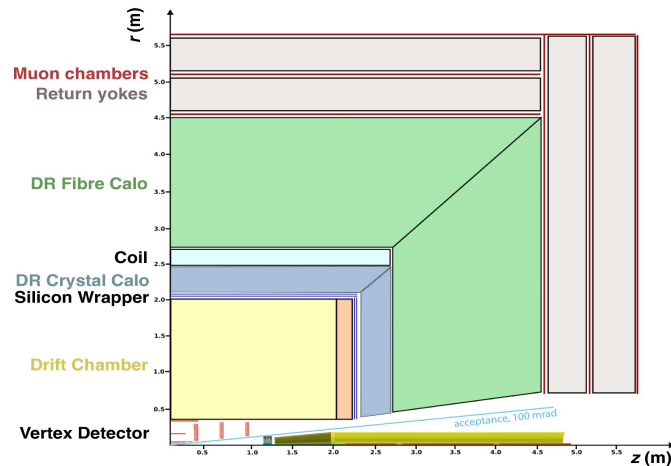 r (m)
5.5
Muon chambers
5.0
Return yokes
4.5
4.0
DR Fibre Calo
3.5
3.0
Coil
2.5
DR Crystal Calo
Silicon Wrapper
2.0
1.5
Drift Chamber
1.0
0.5
acceptance, 100 mrad
Vertex Detector
0.5 1.0 1.5 2.0 2.5 3.0 3.5 4.0 4.5 5.0 5.5
z (m)